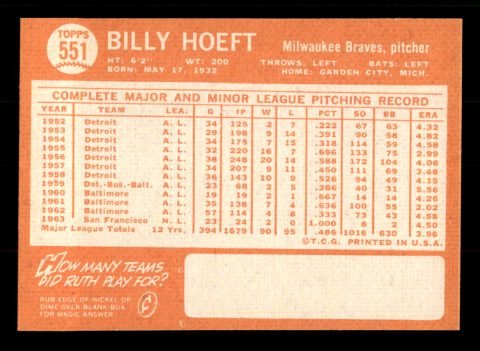 TOPPS
551
BILLY HOEFT
Milwaukee Braves, pitcher
HT: 6'2" WT: 200 THROWS: LEFT BATS: LEFT
BORN: MAY 17, 1932 HOME: GARDEN CITY, MICH.
COMPLETE MAJOR AND MINOR LEAGUE PITCHING RECORD
YEAR TEAM LEA. G IP W L PCT SO BB ERA
1952 Detroit A. L. 34 125 2 7 .222 67 63 4.32
1953 Detroit A. L. 29 198 9 14 .391 90 58 4.82
1954 Detroit A. L. 34 175 7 15 .318 114 59 4.58
1955 Detroit A. L. 32 220 16 7 .696 133 75 2.99
1956 Detroit A. L. 38 248 20 14 .588 172 104 4.06
1957 Detroit A. L. 34 207 9 11 .450 111 69 3.48
1958 Detroit A. L. 36 143 10 9 .526 94 49 4.15
1959 Det.-Bos.-Balt. A. L. 23 68 2 5 .286 40 31 5.56
1960 Baltimore A. L. 19 19 2 1 .667 14 14 4.26
1961 Baltimore A. L. 35 138 7 4 .636 100 55 2.02
1962 Baltimore A. L. 57 114 4 8 .333 73 43 4.58
1963 San Francisco N. L. 23 24 2 0 1.000 8 2 4.50
Major League Totals 12 Yrs. 394 1679 90 95 .486 1016 630 3.98
©T.C.G. PRINTED IN U.S.A.
HOW MANY TEAMS
DID RUTH PLAY FOR?
RUB EDGE OF NICKEL OR
DIME OVER BLANK BOX
FOR MAGIC ANSWER